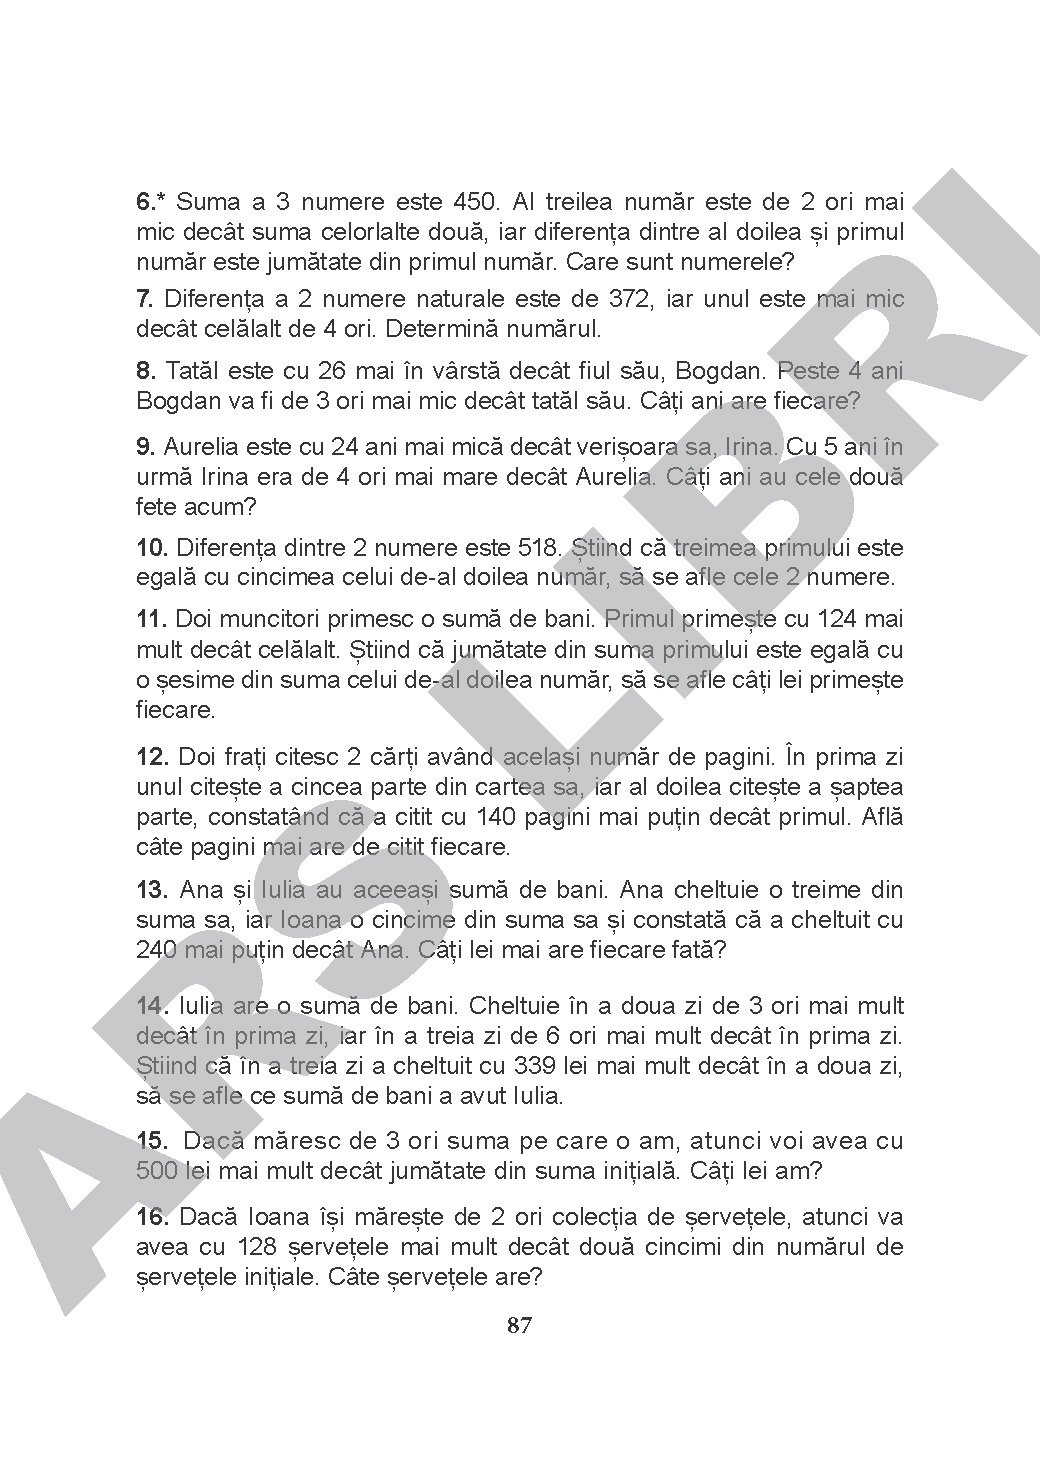 6.* Suma a 3 numere este 450. Al treilea număr este de 2 ori mai
mic decât suma celorlalte două, iar diferența dintre al doilea și primul
număr este jumătate din primul număr. Care sunt numerele?
7. Diferența a 2 numere naturale este de 372, iar unul este mai mic
decât celălalt de 4 ori. Determină numărul.
8. Tatăl este cu 26 mai în vârstă decât fiul său, Bogdan. Peste 4 ani
Bogdan va fi de 3 ori mai mic decât tatăl său. Câți ani are fiecare?
9. Aurelia este cu 24 ani mai mică decât verișoara sa, Irina. Cu 5 ani în
urmă Irina era de 4 ori mai mare decât Aurelia. Câți ani au cele două
fete acum?
10. Diferența dintre 2 numere este 518. Știind că treimea primului este
egală cu cincimea celui de-al doilea număr, să se afle cele 2 numere.
11. Doi muncitori primesc o sumă de bani. Primul primește cu 124 mai
mult decât celălalt. Știind că jumătate din suma primului este egală cu
o șesime din suma celui de-al doilea număr, să se afle câți lei primește
fiecare.
12. Doi frați citesc 2 cărți având același număr de pagini. În prima zi
unul citește a cincea parte din cartea sa, iar al doilea citește a șaptea
parte, constatând că a citit cu 140 pagini mai puțin decât primul. Află
câte pagini mai are de citit fiecare.
13. Ana și Iulia au aceeași sumă de bani. Ana cheltuie o treime din
suma sa, iar Ioana o cincime din suma sa și constată că a cheltuit cu
240 mai puțin decât Ana. Câți lei mai are fiecare fată?
14. Iulia are o sumă de bani. Cheltuie în a doua zi de 3 ori mai mult
decât în prima zi, iar în a treia zi de 6 ori mai mult decât în prima zi.
Știind că în a treia zi a cheltuit cu 339 lei mai mult decât în a doua zi,
să se afle ce sumă de bani a avut Iulia.
15. Dacă măresc de 3 ori suma pe care o am, atunci voi avea cu
500 lei mai mult decât jumătate din suma inițială. Câți lei am?
16. Dacă Ioana își mărește de 2 ori colecția de șervețele, atunci va
avea cu 128 șervețele mai mult decât două cincimi din numărul de
șervețele inițiale. Câte șervețele are?
87
ARS LIBRI